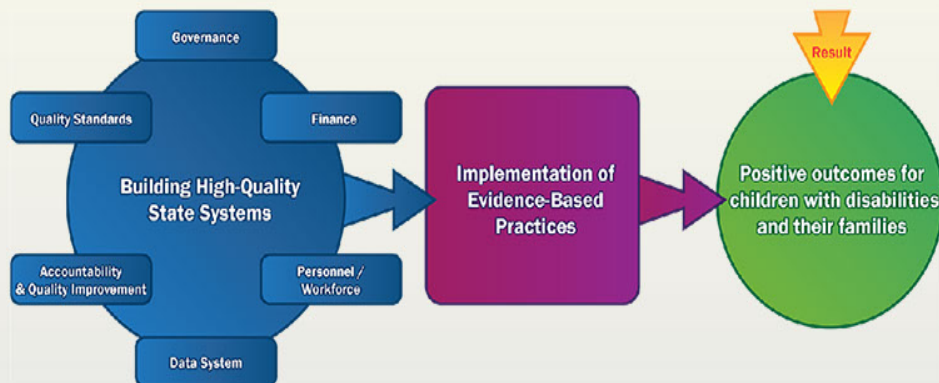 Governance
Quality Standards
Finance
Building High-Quality
State Systems
Accountability
& Quality Improvement
Personnel /
Workforce
Data System
Implementation of
Evidence-Based
Practices
Result
Positive outcomes for
children with disabilities
and their families